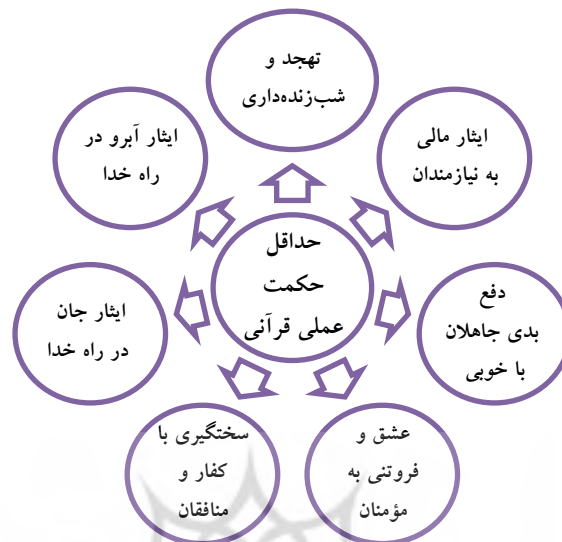 تهجد و
شب‌زنده‌داری
ایثار مالی
به نیازمندان
دفع
بدی جاهلان
با خوبی
عشق و
فروتنی به
مؤمنان
سختگیری با
کفار و
منافقان
ایثار جان
در راه خدا
ایثار آبرو در
راه خدا
حداقل
حکمت
عملی قرآنی